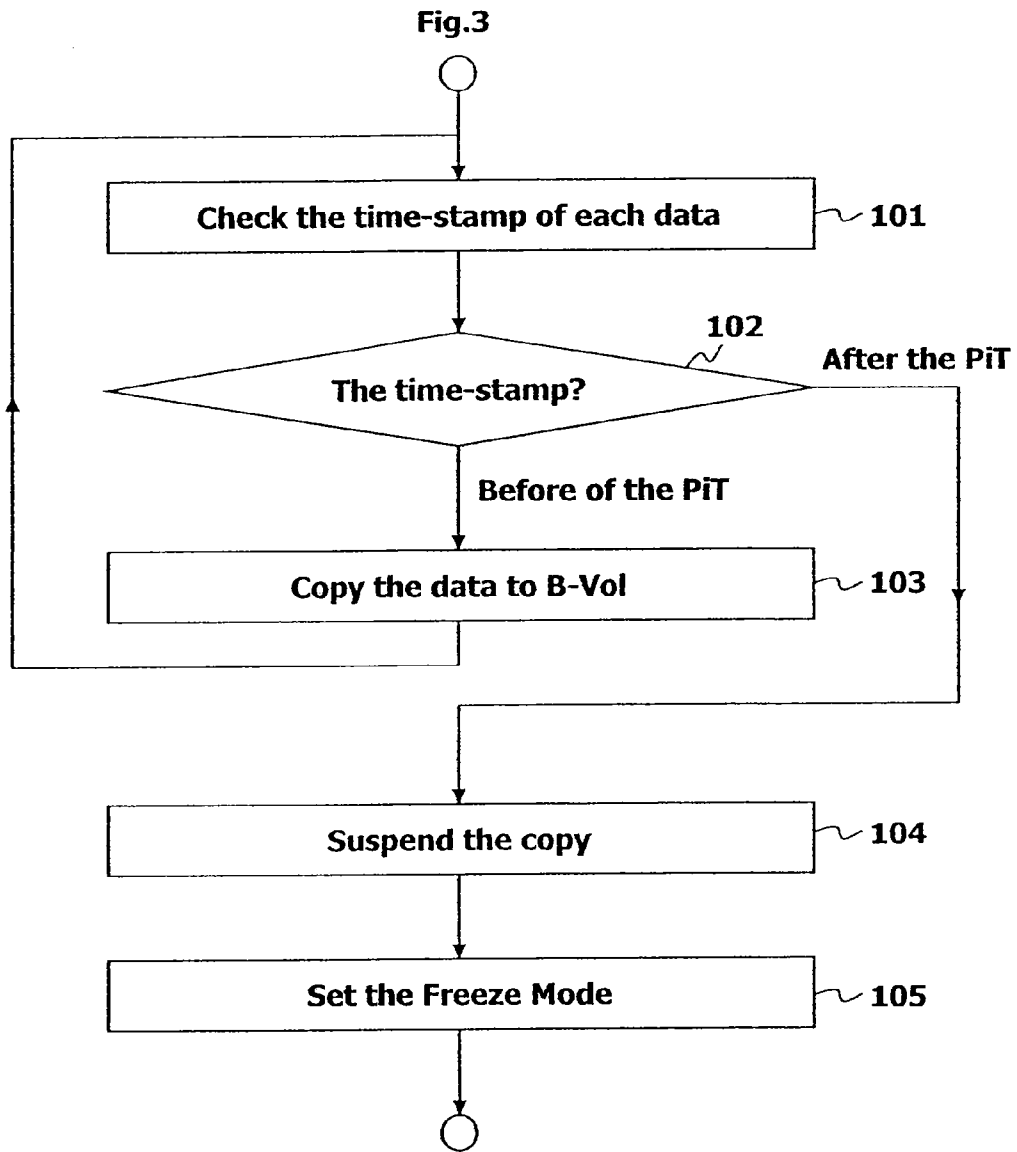 Fig.3
Check the time-stamp of each data
101
102
After the PiT
The time-stamp?
Before of the PiT
Copy the data to B-Vol
103
Suspend the copy
104
Set the Freeze Mode
105